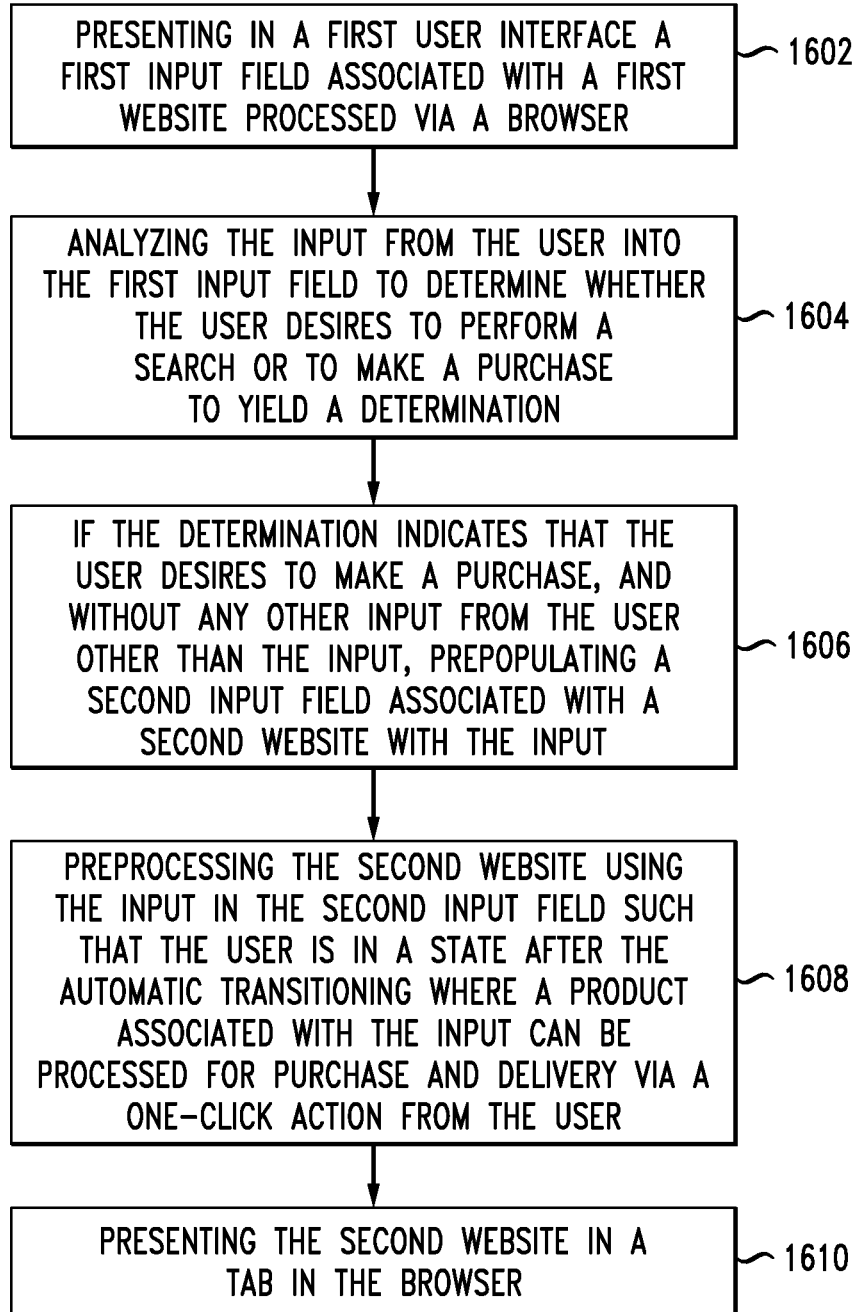 PRESENTING IN A FIRST USER INTERFACE A
FIRST INPUT FIELD ASSOCIATED WITH A FIRST
WEBSITE PROCESSED VIA A BROWSER
1602
ANALYZING THE INPUT FROM THE USER INTO
THE FIRST INPUT FIELD TO DETERMINE WHETHER
THE USER DESIRES TO PERFORM A
SEARCH OR TO MAKE A PURCHASE
TO YIELD A DETERMINATION
1604
IF THE DETERMINATION INDICATES THAT THE
USER DESIRES TO MAKE A PURCHASE, AND
WITHOUT ANY OTHER INPUT FROM THE USER
OTHER THAN THE INPUT, PREPOPULATING A
SECOND INPUT FIELD ASSOCIATED WITH A
SECOND WEBSITE WITH THE INPUT
1606
PREPROCESSING THE SECOND WEBSITE USING
THE INPUT IN THE SECOND INPUT FIELD SUCH
THAT THE USER IS IN A STATE AFTER THE
AUTOMATIC TRANSITIONING WHERE A PRODUCT
ASSOCIATED WITH THE INPUT CAN BE
PROCESSED FOR PURCHASE AND DELIVERY VIA A
ONE-CLICK ACTION FROM THE USER
1608
PRESENTING THE SECOND WEBSITE IN A
TAB IN THE BROWSER
1610